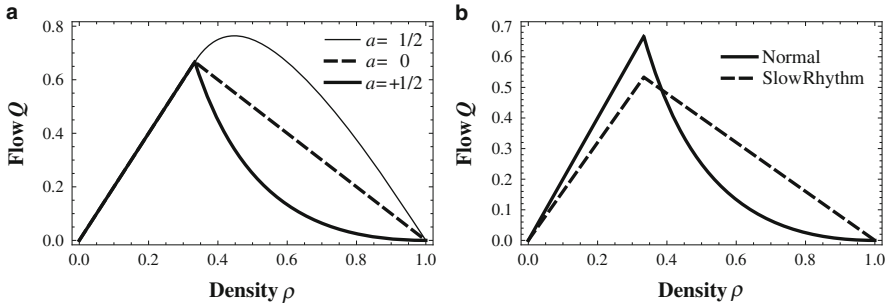 a
0.8
0.6
0.4
0.2
0.0
0.0 0.2 0.4 0.6 0.8 1.0
Flow Q
Density ρ
a= 1/2
a= 0
a=+1/2
b
0.7
0.6
0.5
0.4
0.3
0.2
0.1
0.0
0.0 0.2 0.4 0.6 0.8 1.0
Flow Q
Density ρ
Normal
SlowRhythm